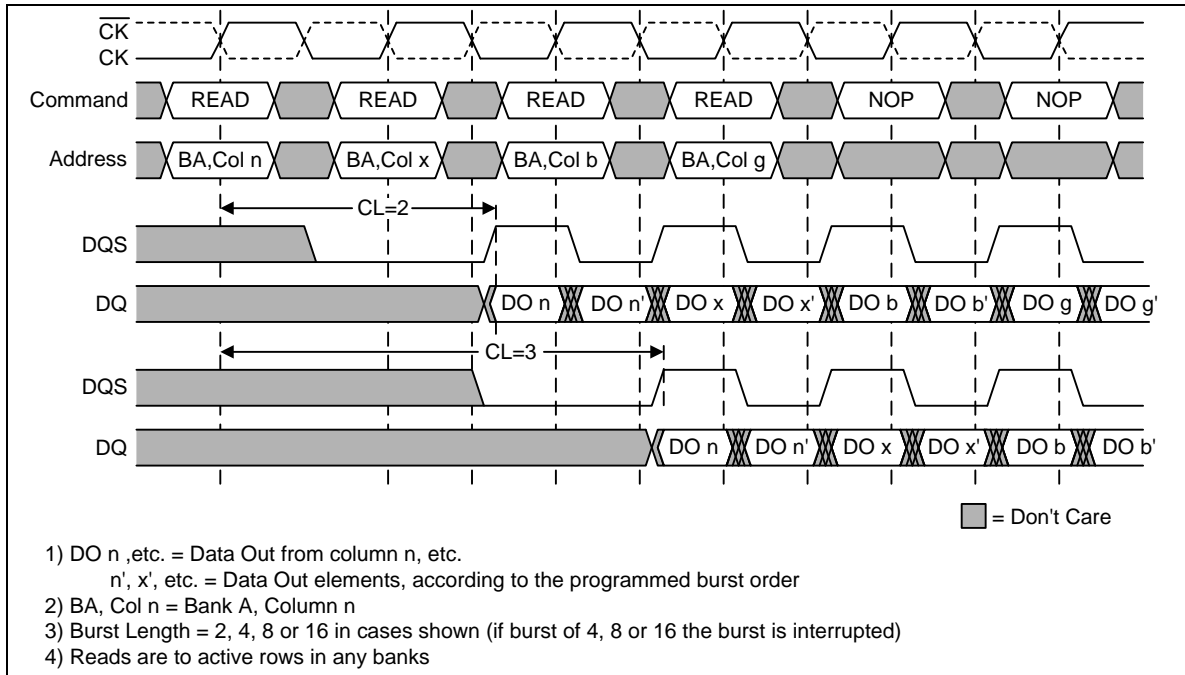 CK
CK
Command READ READ READ READ NOP NOP
Address BA,Col n BA,Col x BA,Col b BA,Col g
CL=2
DQS
DQ DO n DO n' DO x DO x' DO b DO b' DO g DO g'
CL=3
DQS
DQ DO n DO n' DO x DO x' DO b DO b'
= Don't Care
1) DO n ,etc. = Data Out from column n, etc.
n', x', etc. = Data Out elements, according to the programmed burst order
2) BA, Col n = Bank A, Column n
3) Burst Length = 2, 4, 8 or 16 in cases shown (if burst of 4, 8 or 16 the burst is interrupted)
4) Reads are to active rows in any banks